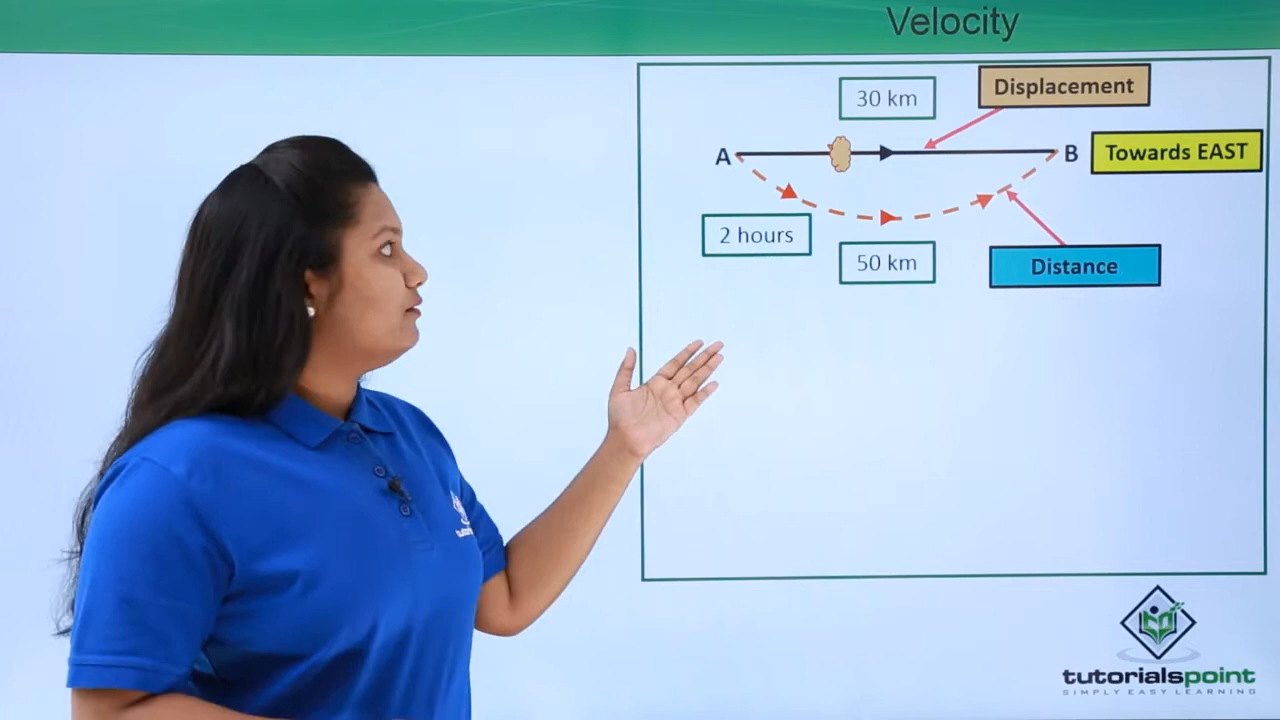 Velocity
30 km
Displacement
A
B
Towards EAST
2 hours
50 km
Distance
tutorialspoint
SIMPLY EASY LEARNING